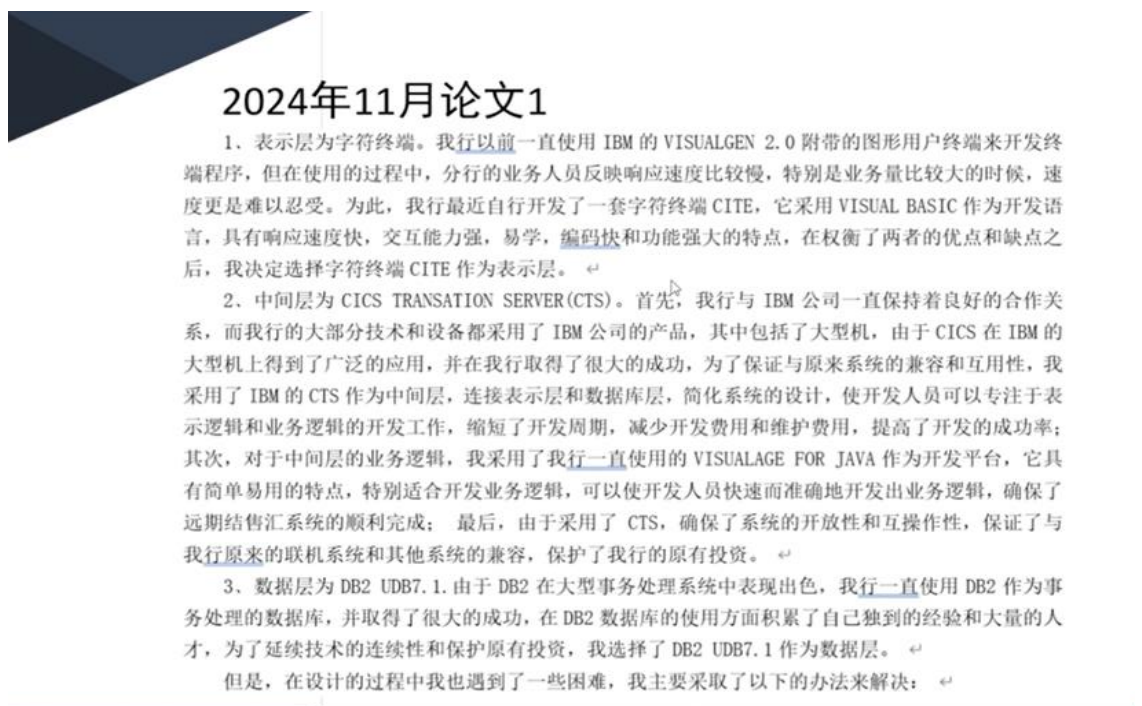 2024年11月论文1
1、表示层为字符终端。我行以前一直使用 IBM 的 VISUALGEN 2.0 附带的图形用户终端来开发终
端程序，但在使用的过程中，分行的业务人员反映响应速度比较慢，特别是业务量比较大的时候，速
度更是难以忍受。为此，我行最近自行开发了一套字符终端 CITE，它采用 VISUAL BASIC 作为开发语
言，具有响应速度快，交互能力强，易学，编码快和功能强大的特点，在权衡了两者的优点和缺点之
后，我决定选择字符终端 CITE 作为表示层。
2、中间层为 CICS TRANSATION SERVER(CTS)。首先，我行与 IBM 公司一直保持着良好的合作关
系，而我行的大部分技术和设备都采用了 IBM 公司的产品，其中包括了大型机，由于 CICS 在 IBM 的
大型机上得到了广泛的应用，并在我行取得了很大的成功，为了保证与原来系统的兼容和互用性，我
采用了 IBM 的 CTS 作为中间层，连接表示层和数据库层，简化系统的设计，使开发人员可以专注于表
示逻辑和业务逻辑的开发工作，缩短了开发周期，减少开发费用和维护费用，提高了开发的成功率；
其次，对于中间层的业务逻辑，我采用了我行一直使用的 VISUALAGE FOR JAVA 作为开发平台，它具
有简单易用的特点，特别适合开发业务逻辑，可以使开发人员快速而准确地开发出业务逻辑，确保了
远期结售汇系统的顺利完成； 最后，由于采用了 CTS，确保了系统的开放性和互操作性，保证了与
我行原来的联机系统和其他系统的兼容，保护了我行的原有投资。
3、数据层为 DB2 UDB7.1.由于 DB2 在大型事务处理系统中表现出色，我行一直使用 DB2 作为事
务处理的数据库，并取得了很大的成功，在 DB2 数据库的使用方面积累了自己独到的经验和大量的人
才，为了延续技术的连续性和保护原有投资，我选择了 DB2 UDB7.1 作为数据层。
但是，在设计的过程中我也遇到了一些困难，我主要采取了以下的办法来解决：